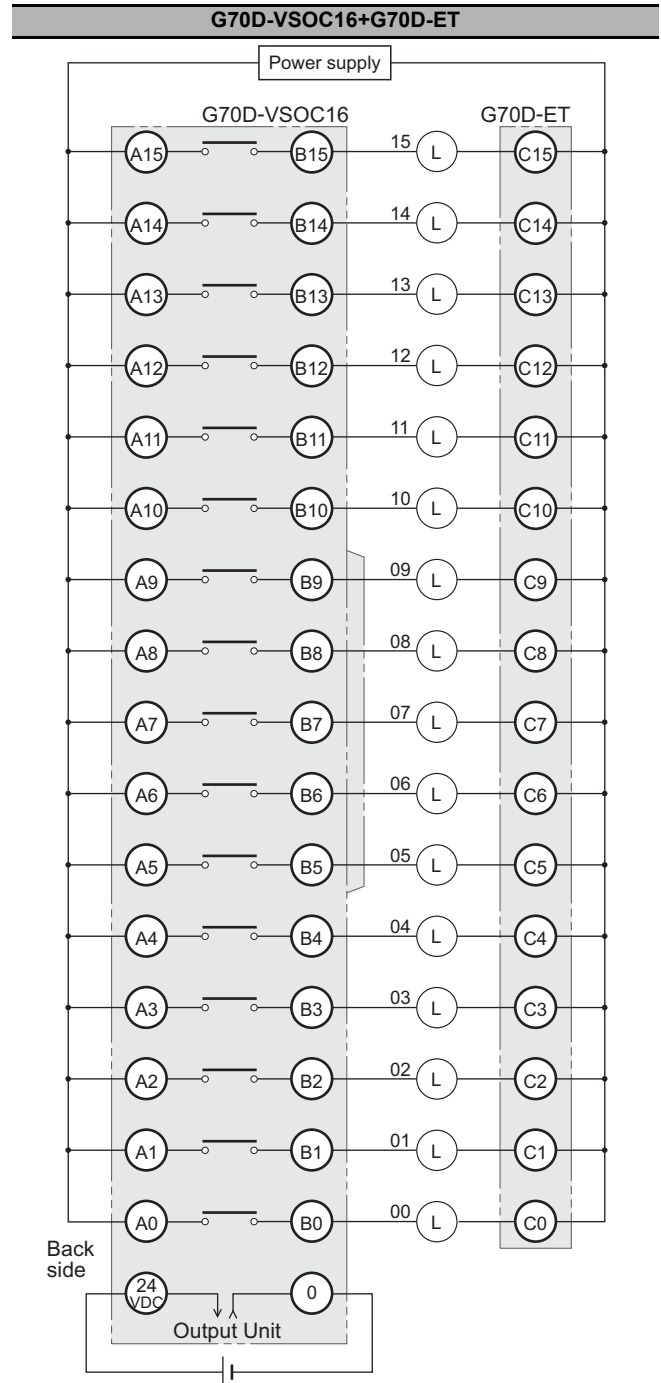 G70D-VSOC16+G70D-ET
Power supply
G70D-VSOC16 G70D-ET
A15 B15 15 L C15
A14 B14 14 L C14
A13 B13 13 L C13
A12 B12 12 L C12
A11 B11 11 L C11
A10 B10 10 L C10
A9 B9 09 L C9
A8 B8 08 L C8
A7 B7 07 L C7
A6 B6 06 L C6
A5 B5 05 L C5
A4 B4 04 L C4
A3 B3 03 L C3
A2 B2 02 L C2
A1 B1 01 L C1
A0 B0 00 L C0
Back
side
24 0
VDC
Output Unit